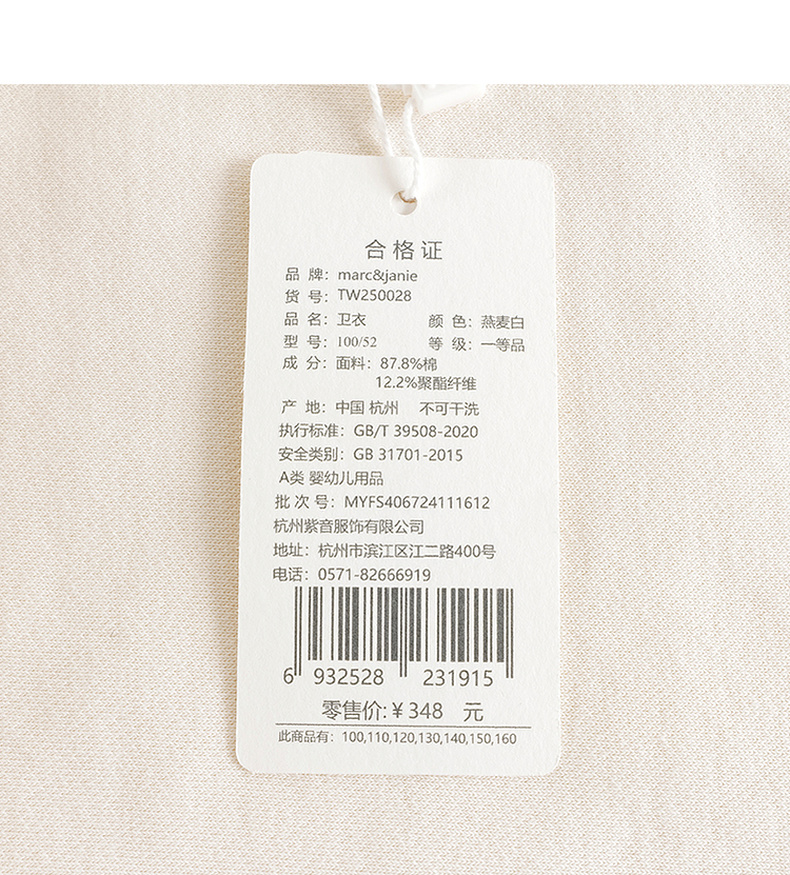 合格证
品 牌：marc&janie
货 号：TW250028
品 名：卫衣 颜 色：燕麦白
型 号：100/52 等 级：一等品
成 分：面料：87.8%棉
12.2%聚酯纤维
产 地：中国 杭州 不可干洗
执行标准：GB/T 39508-2020
安全类别：GB 31701-2015
A类 婴幼儿用品
批 次 号：MYFS406724111612
杭州紫音服饰有限公司
地址：杭州市滨江区江二路400号
电话：0571-82666919
6 932528 231915
零售价:￥348 元
此商品有：100,110,120,130,140,150,160